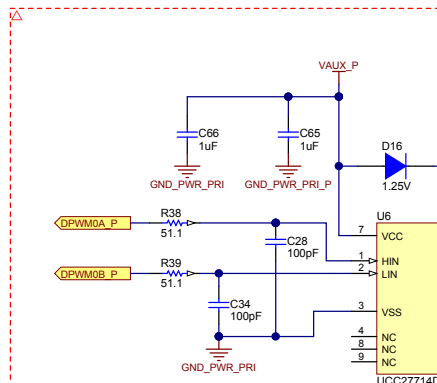 VAUX_P
C66
1uF
C65
1uF
GND_PWR_PRI
GND_PWR_PRI_P
D16
1.25V
DPWM0A_P
R38
51.1
C28
100pF
DPWM0B_P
R39
51.1
C34
100pF
GND_PWR_PRI
U6
7 VCC
1 HIN
2 LIN
3 VSS
4 NC
8 NC
9 NC